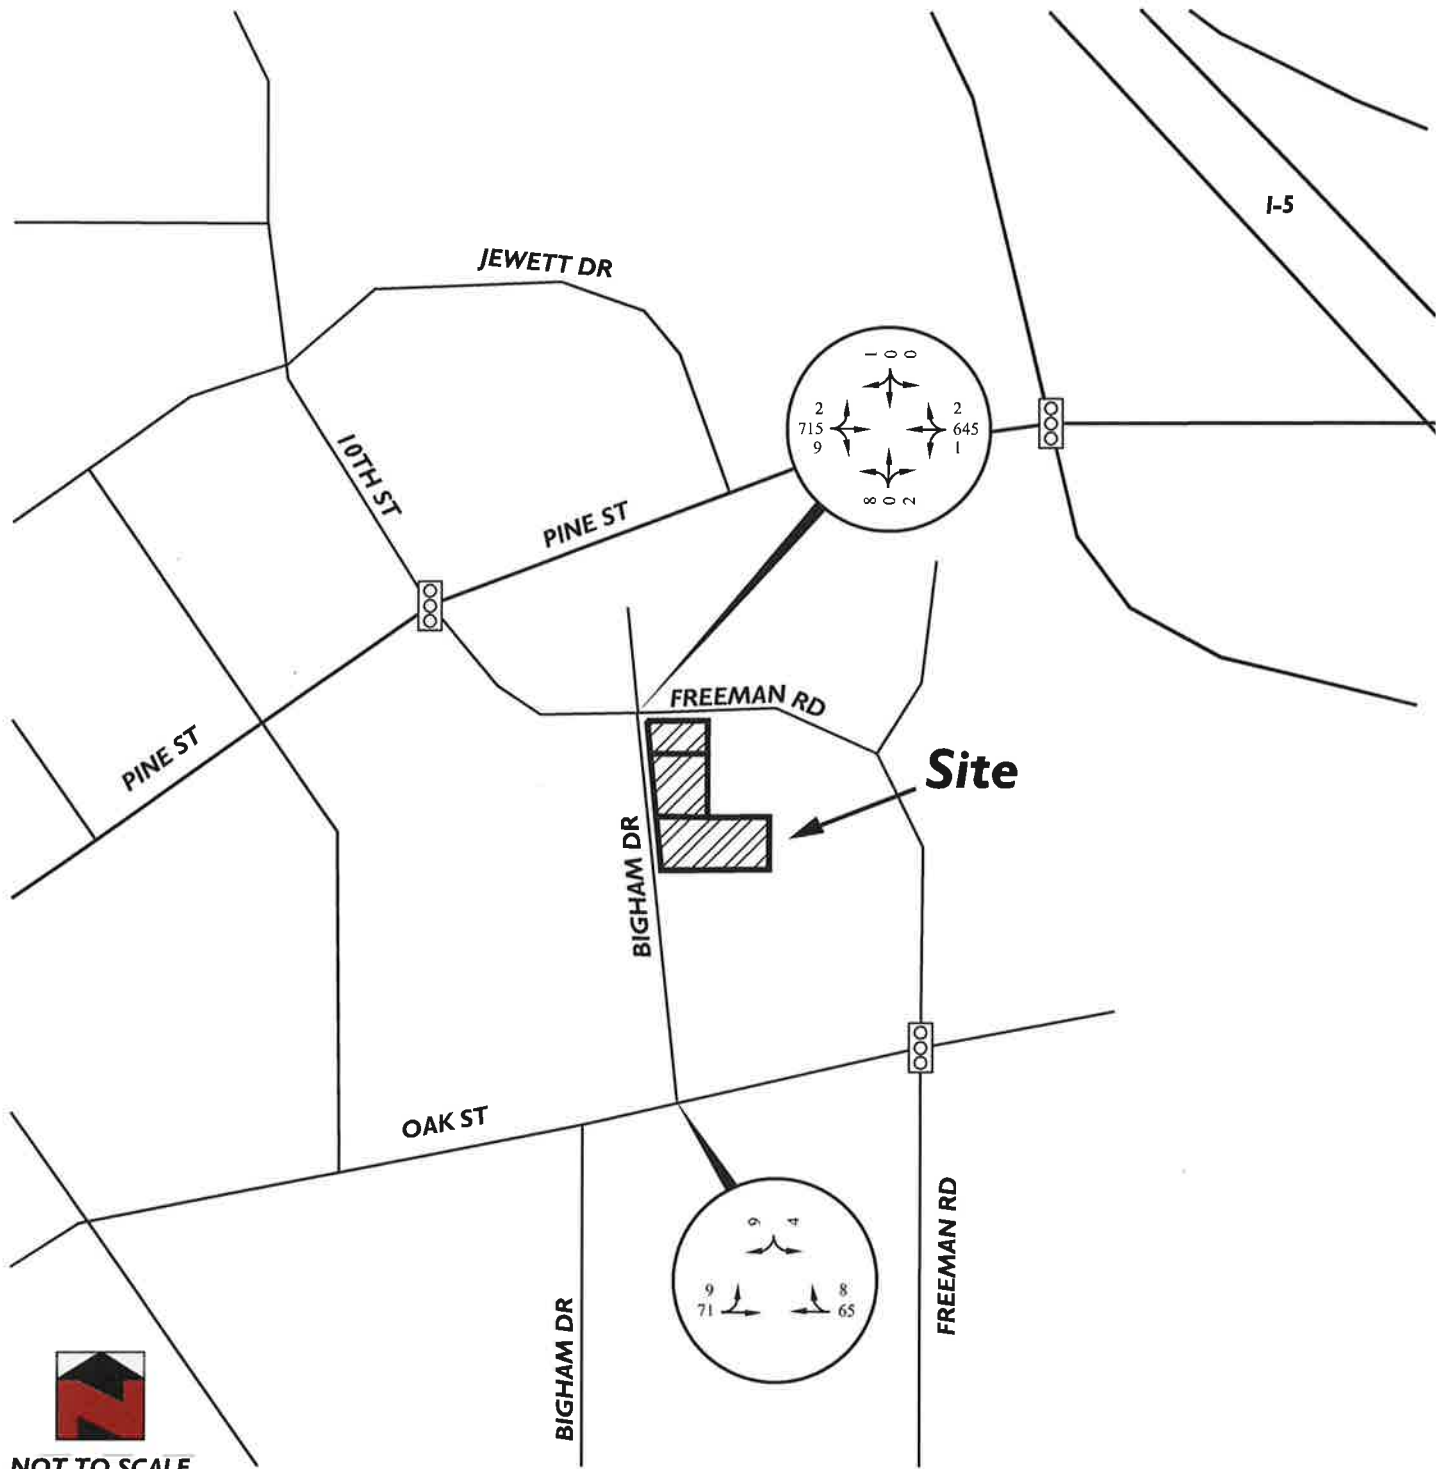 I-5
JEWETT DR
1 0 0
2
715
9
2
645
1
8 0 2
10TH ST
PINE ST
FREEMAN RD
PINE ST
Site
BIGHAM DR
OAK ST
9 4
9
71
8
65
FREEMAN RD
BIGHAM DR
NOT TO SCALE